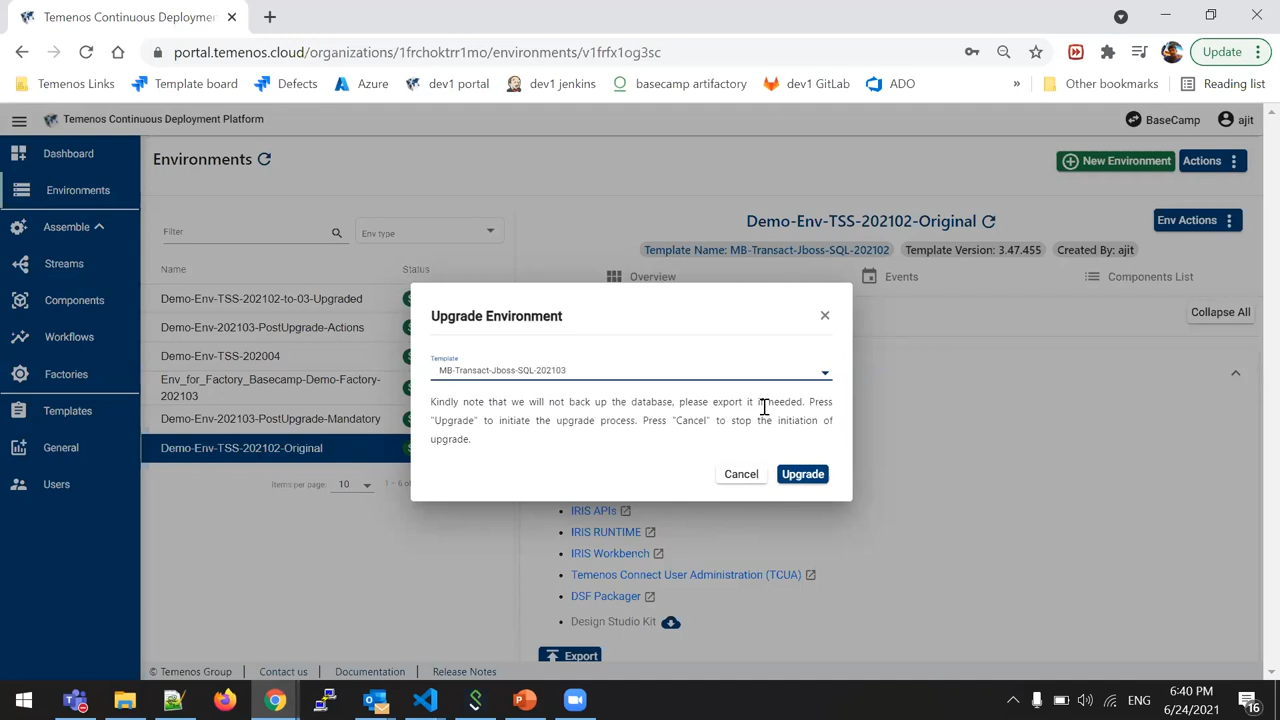 Temenos Continuous Deployment
portal.temenos.cloud/organizations/1frchoktrr1mo/environments/v1frfx1og3sc
Update
Temenos Links
Template board
Defects
Azure
dev1 portal
dev1 jenkins
basecamp artifactory
dev1 GitLab
ADO
»
Other bookmarks
Reading list
Temenos Continuous Deployment Platform
BaseCamp
ajit
Dashboard
Environments
Assemble
Streams
Components
Workflows
Factories
Templates
General
Users
Environments
New Environment
Actions
Filter
Env type
Name
Status
Demo-Env-TSS-202102-to-03-Upgraded
Demo-Env-202103-PostUpgrade-Actions
Demo-Env-TSS-202004
Env_for_Factory_Basecamp-Demo-Factory-
202103
Demo-Env-202103-PostUpgrade-Mandatory
Demo-Env-TSS-202102-Original
Items per page:
10
1 - 6 of
Demo-Env-TSS-202102-Original
Env Actions
Template Name: MB-Transact-Jboss-SQL-202102
Template Version: 3.47.455
Created By: ajit
Overview
Events
Components List
Collapse All
Upgrade Environment
Template
MB-Transact-Jboss-SQL-202103
Kindly note that we will not back up the database, please export it if needed. Press
"Upgrade" to initiate the upgrade process. Press "Cancel" to stop the initiation of
upgrade.
Cancel
Upgrade
IRIS APIs
IRIS RUNTIME
IRIS Workbench
Temenos Connect User Administration (TCUA)
DSF Packager
Design Studio Kit
Export
© Temenos Group
Contact us
Documentation
Release Notes
ENG
6:40 PM
6/24/2021
16